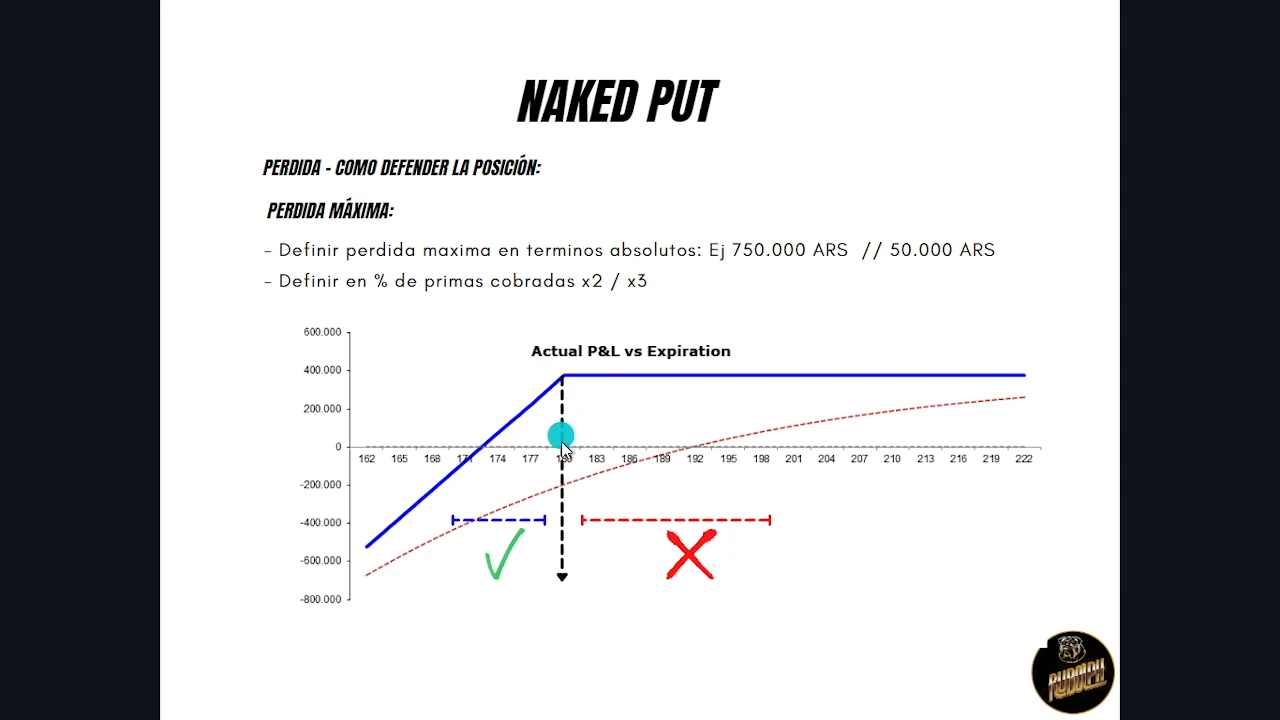 NAKED PUT
PERDIDA - COMO DEFENDER LA POSICIÓN:
PERDIDA MÁXIMA:
- Definir perdida maxima en terminos absolutos: Ej 750.000 ARS // 50.000 ARS
- Definir en % de primas cobradas x2 / x3
600.000
Actual P&L vs Expiration
400.000
200.000
0
162 165 168 171 174 177 180 183 186 189 192 195 198 201 204 207 210 213 216 219 222
-200.000
-400.000
-600.000
-800.000
RUDOLPH